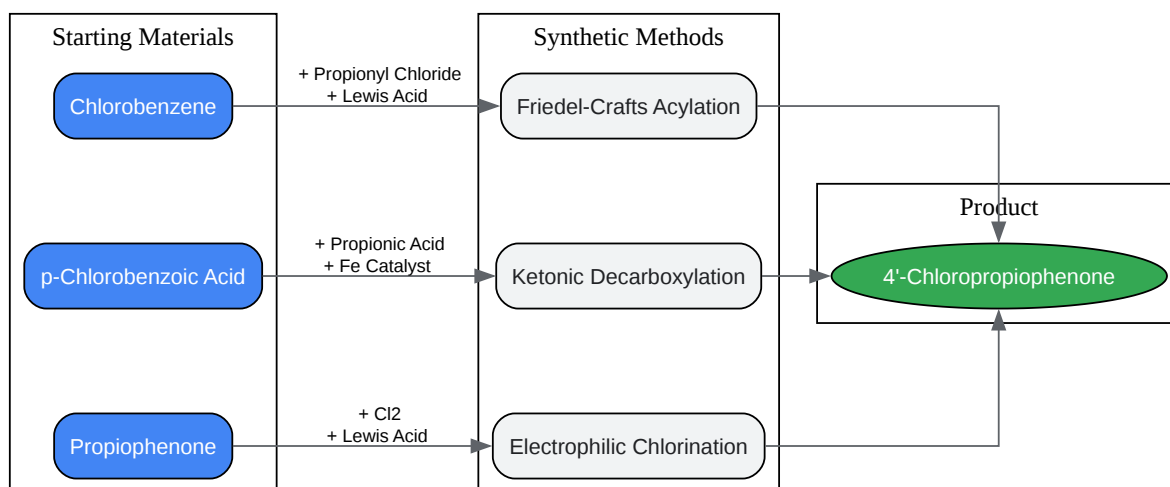 Starting Materials
Synthetic Methods
Chlorobenzene
+ Propionyl Chloride
+ Lewis Acid
Friedel-Crafts Acylation
Product
p-Chlorobenzoic Acid
+ Propionic Acid
+ Fe Catalyst
Ketonic Decarboxylation
4'-Chloropropiophenone
Propiophenone
+ Cl2
+ Lewis Acid
Electrophilic Chlorination